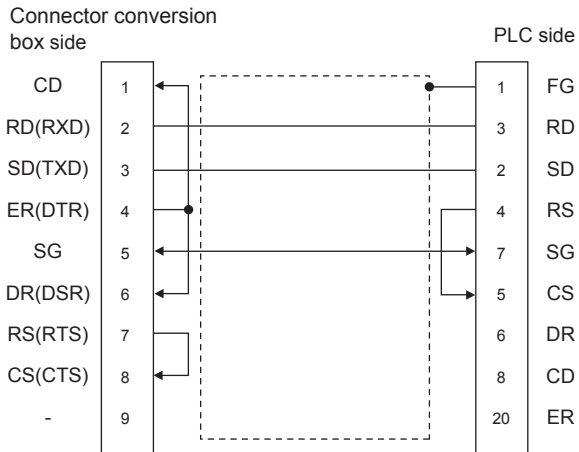 Connector conversion
box side
PLC side
CD 1 1 FG
RD(RXD) 2 3 RD
SD(TXD) 3 2 SD
ER(DTR) 4 4 RS
SG 5 7 SG
DR(DSR) 6 5 CS
RS(RTS) 7 6 DR
CS(CTS) 8 8 CD
- 9 20 ER